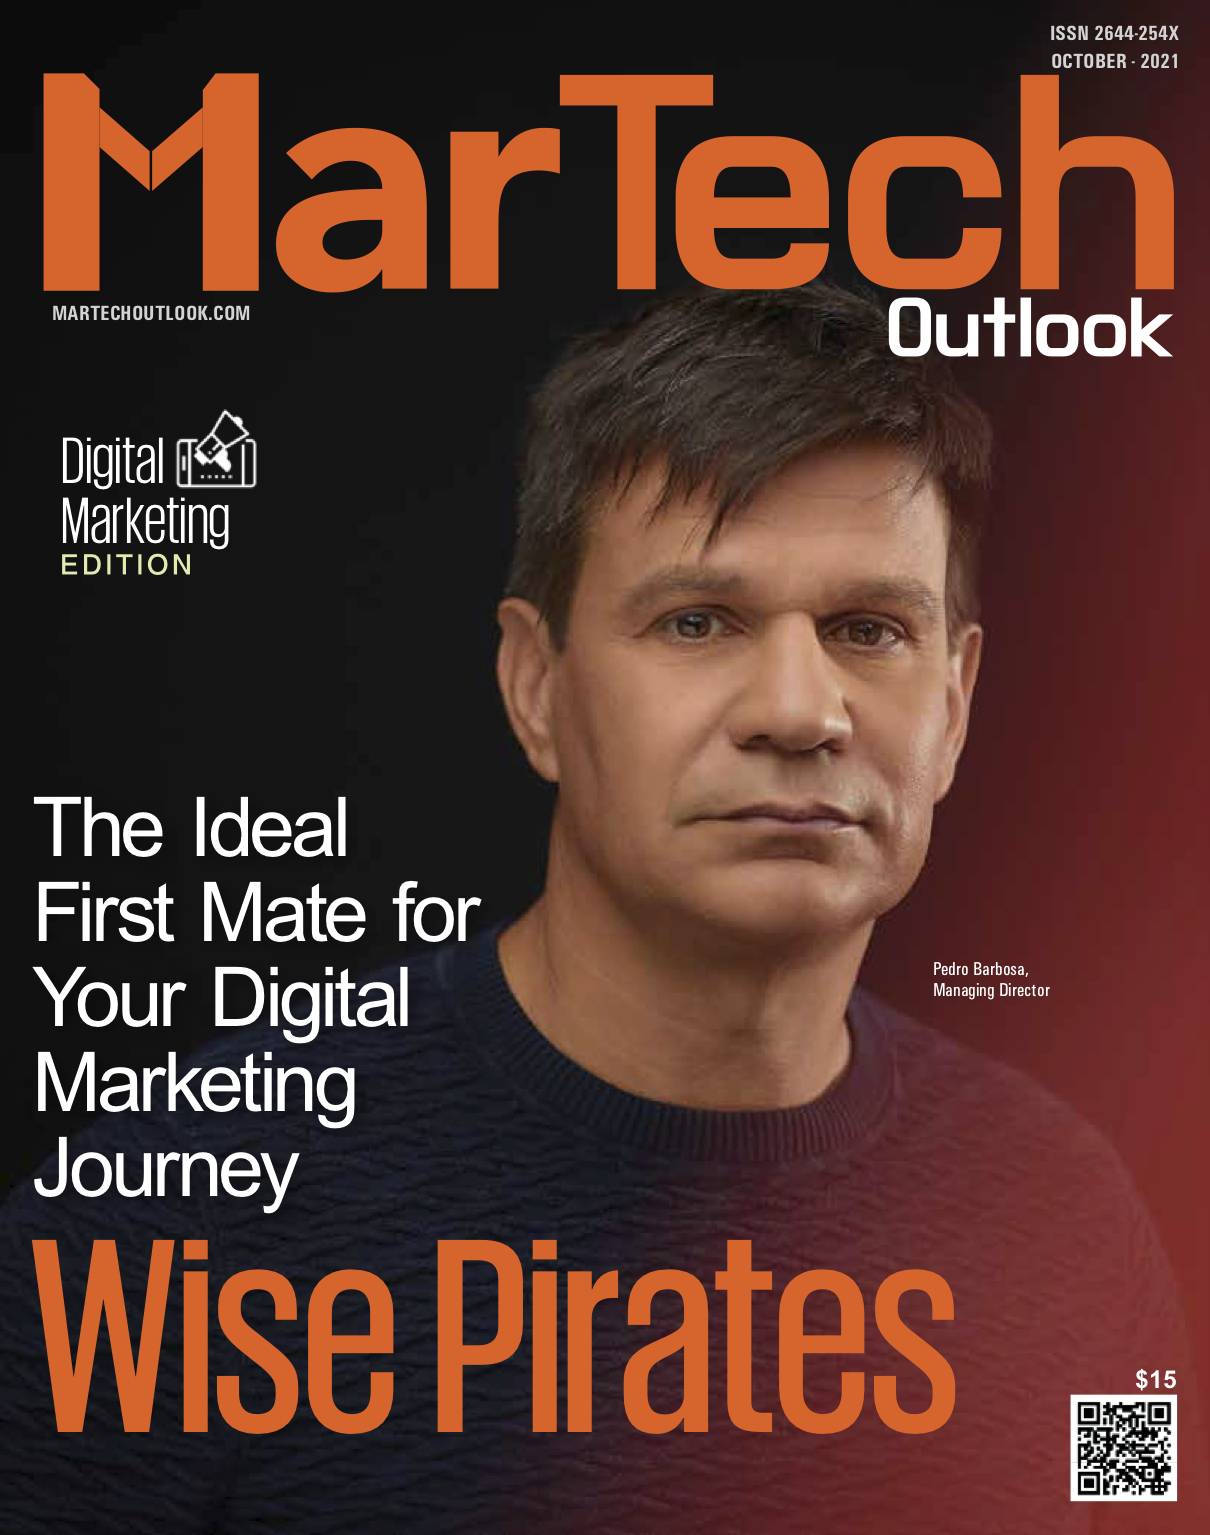 ISSN 2644-254X
OCTOBER - 2021
MarTech
Outlook
MARTECHOUTLOOK.COM
Digital
Marketing
EDITION
The Ideal
First Mate for
Your Digital
Marketing
Journey
Pedro Barbosa,
Managing Director
Wise Pirates
$15